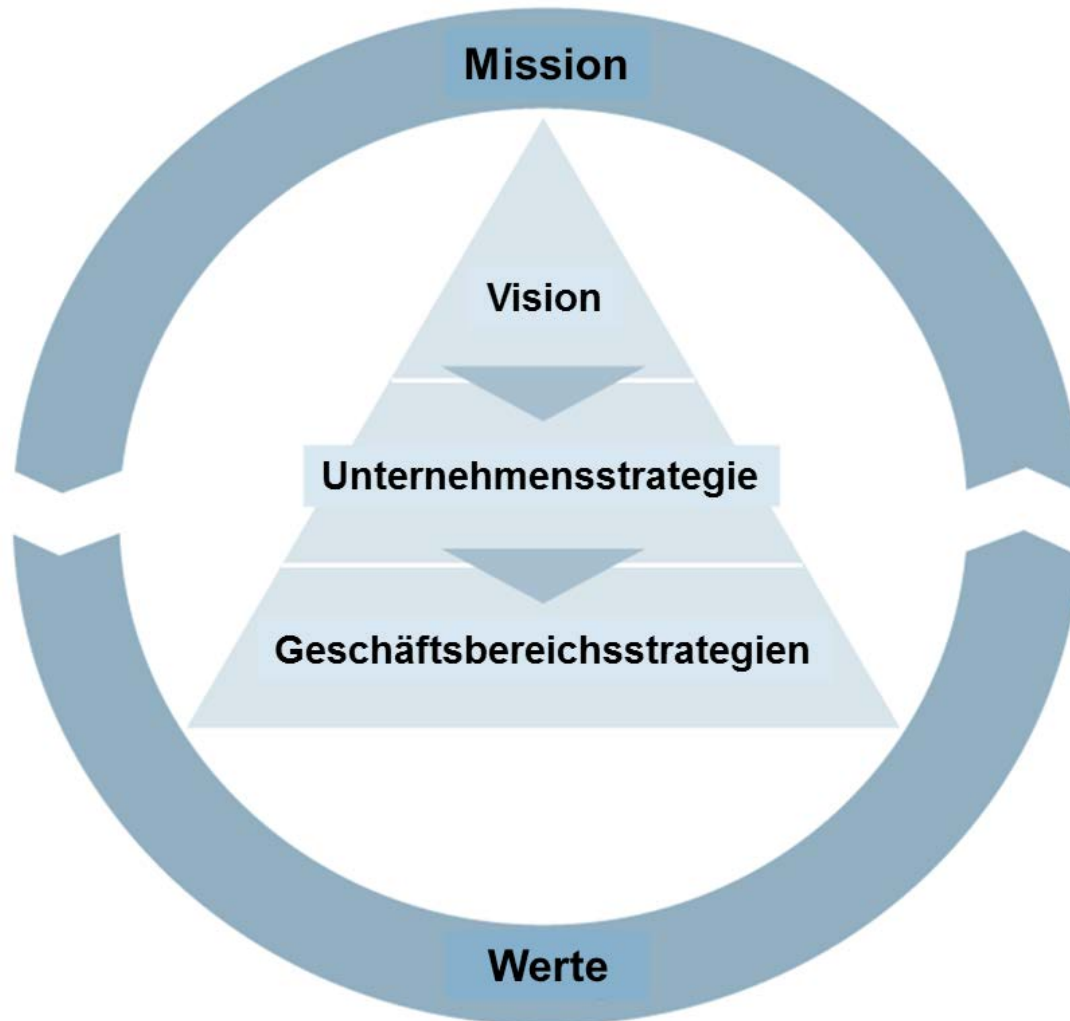 Mission
Vision
Unternehmensstrategie
Geschäftsbereichsstrategien
Werte